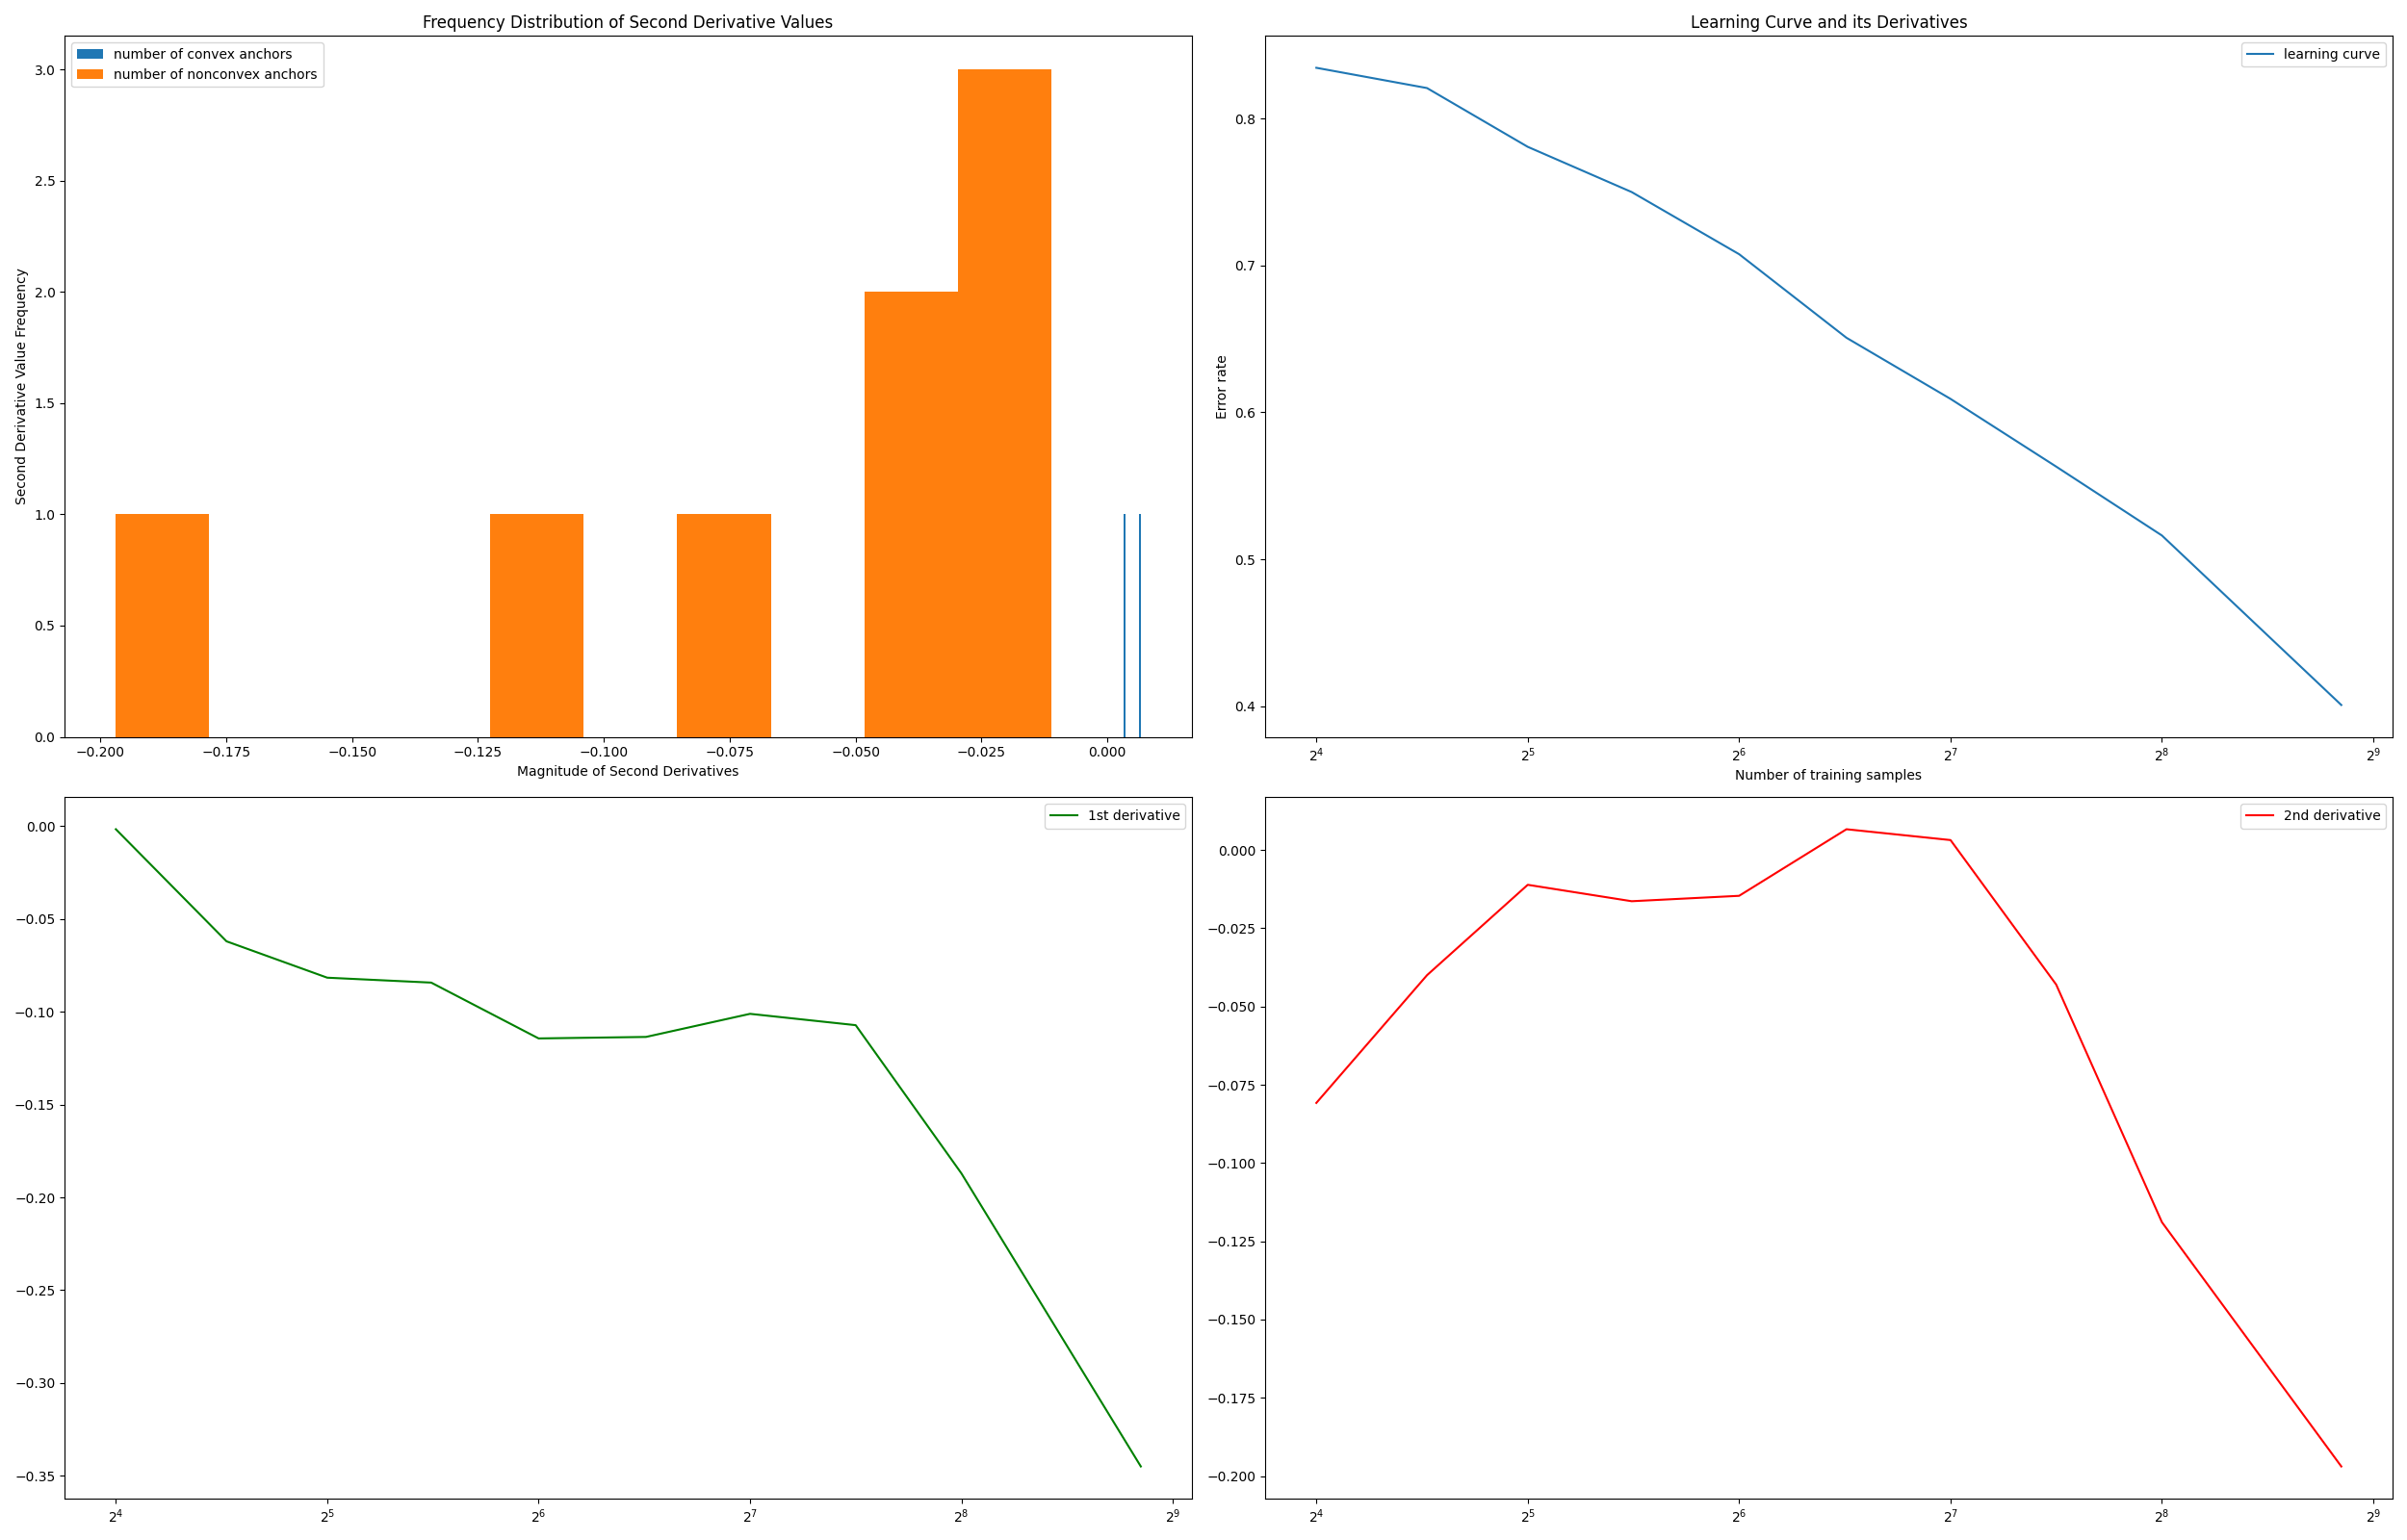 Frequency Distribution of Second Derivative Values
number of convex anchors
number of nonconvex anchors
Second Derivative Value Frequency
3.0
2.5
2.0
1.5
1.0
0.5
0.0
−0.200 −0.175 −0.150 −0.125 −0.100 −0.075 −0.050 −0.025 0.000
Magnitude of Second Derivatives
Learning Curve and its Derivatives
learning curve
Error rate
0.8
0.7
0.6
0.5
0.4
2⁴ 2⁵ 2⁶ 2⁷ 2⁸ 2⁹
Number of training samples
1st derivative
0.00
−0.05
−0.10
−0.15
−0.20
−0.25
−0.30
−0.35
2⁴ 2⁵ 2⁶ 2⁷ 2⁸ 2⁹
2nd derivative
0.000
−0.025
−0.050
−0.075
−0.100
−0.125
−0.150
−0.175
−0.200
2⁴ 2⁵ 2⁶ 2⁷ 2⁸ 2⁹